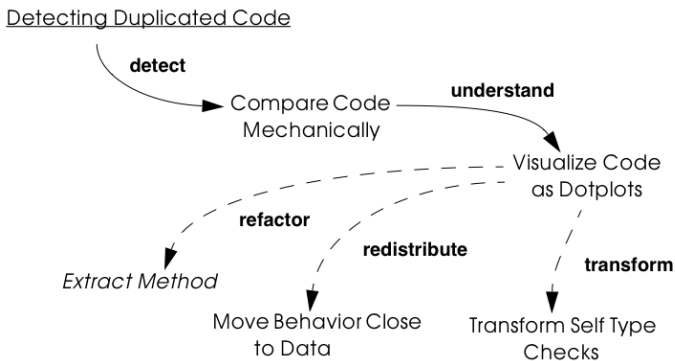 Detecting Duplicated Code
detect
understand
Compare Code
Mechanically
Visualize Code
as Dotplots
refactor
redistribute
transform
Extract Method
Move Behavior Close
to Data
Transform Self Type
Checks